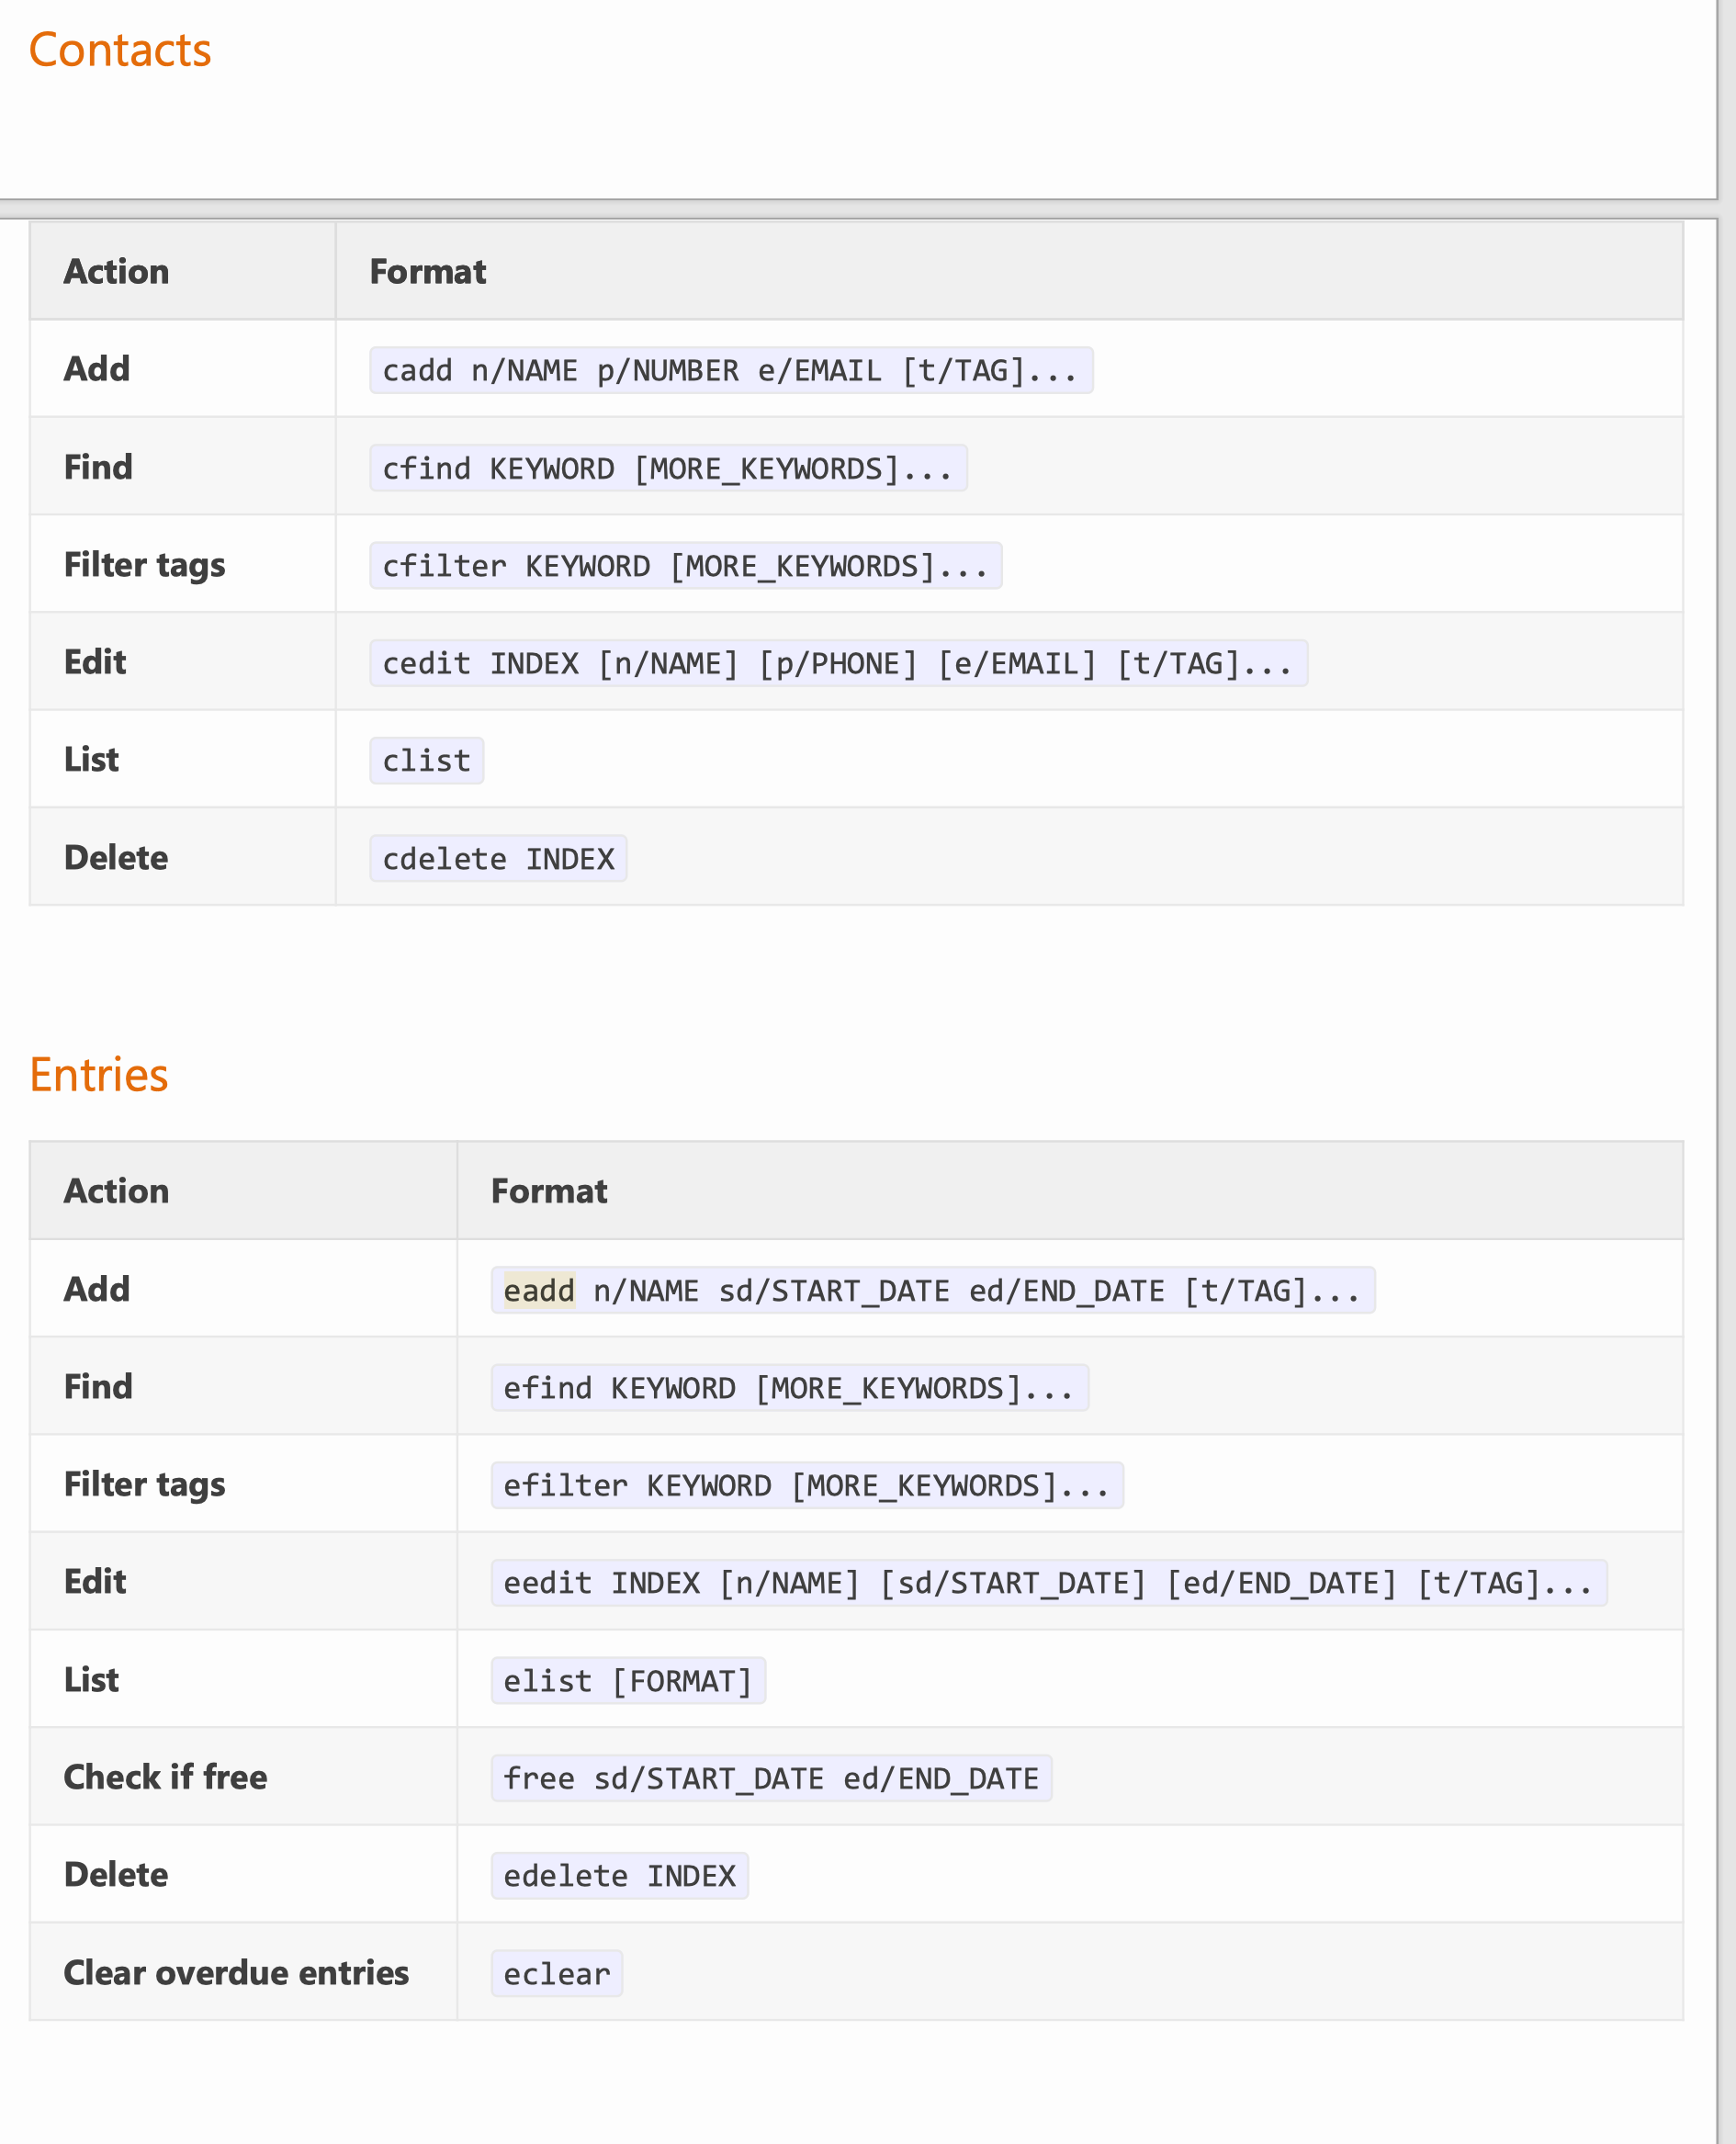 Contacts
Action Format
Add cadd n/NAME p/NUMBER e/EMAIL [t/TAG]...
Find cfind KEYWORD [MORE_KEYWORDS]...
Filter tags cfilter KEYWORD [MORE_KEYWORDS]...
Edit cedit INDEX [n/NAME] [p/PHONE] [e/EMAIL] [t/TAG]...
List clist
Delete cdelete INDEX
Entries
Action Format
Add eadd n/NAME sd/START_DATE ed/END_DATE [t/TAG]...
Find efind KEYWORD [MORE_KEYWORDS]...
Filter tags efilter KEYWORD [MORE_KEYWORDS]...
Edit eedit INDEX [n/NAME] [sd/START_DATE] [ed/END_DATE] [t/TAG]...
List elist [FORMAT]
Check if free free sd/START_DATE ed/END_DATE
Delete edelete INDEX
Clear overdue entries eclear